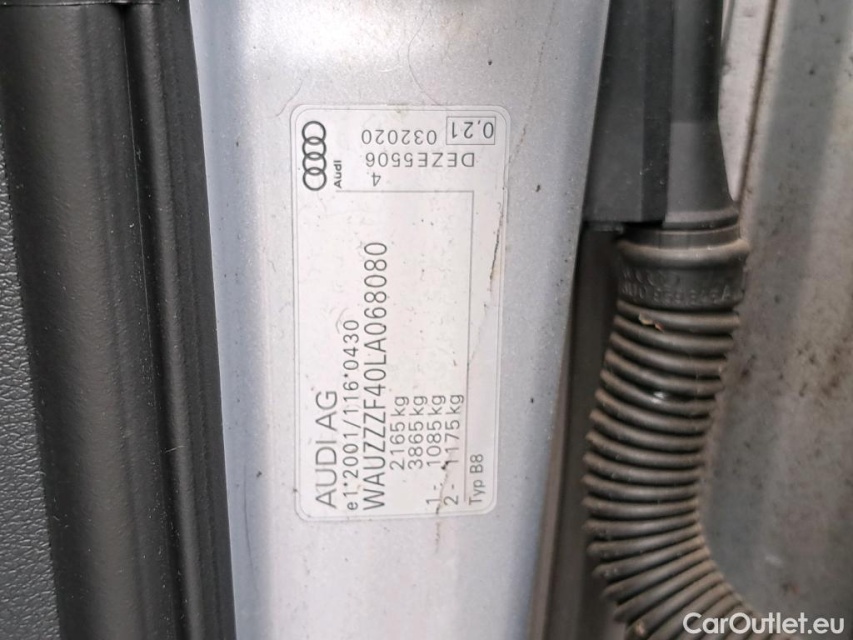 AUDI AG
e1*2001/116*0430
WAUZZZF40LA068080
2165kg
3865kg
1- 1085kg
2- 1175kg
Typ B8
Audi
4
DEZE5506
032020
0,21
CarOutlet.eu